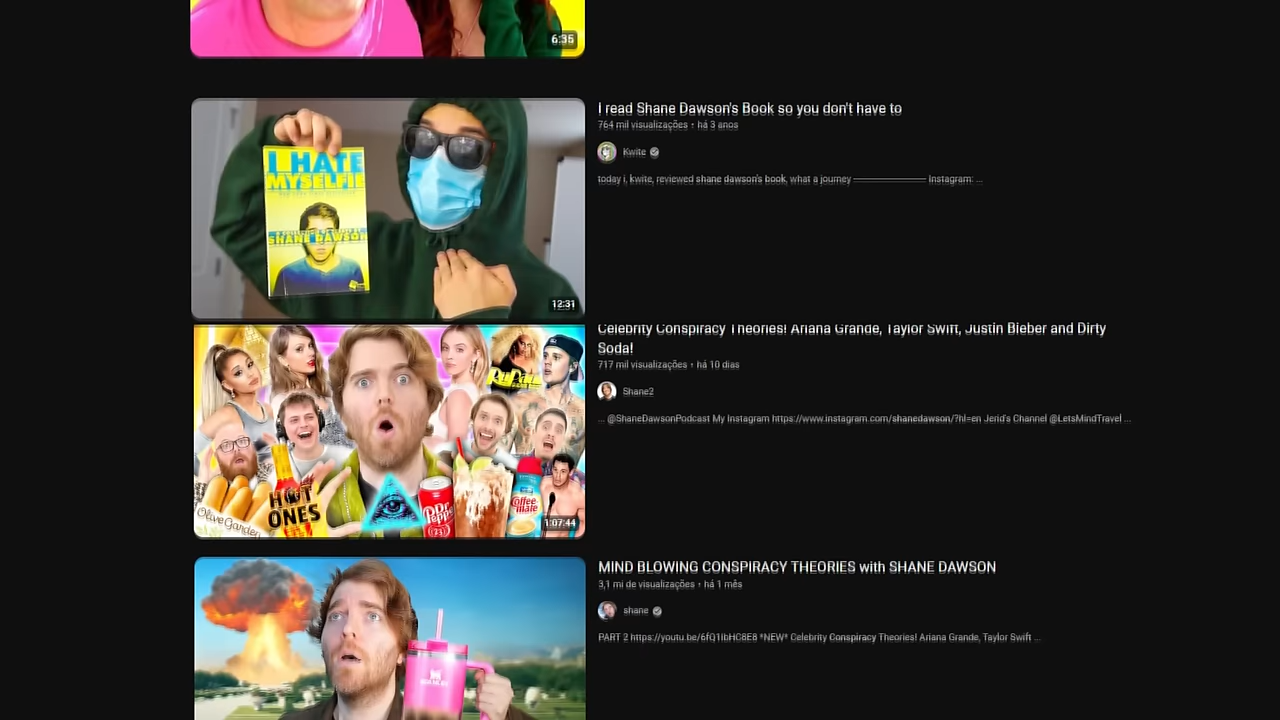 6:35
I read Shane Dawson's Book so you don't have to
764 mil visualizações • há 3 anos
Kwite
today i, kwite, reviewed shane dawson's book, what a journey ——————— Instagram: ...
I HATE
MYSELFIE
SHANE DAWSON
12:31
Celebrity Conspiracy Theories! Ariana Grande, Taylor Swift, Justin Bieber and Dirty
Soda!
717 mil visualizações • há 10 dias
Shane2
... @ShaneDawsonPodcast My Instagram https://www.instagram.com/shanedawson/?hl=en Jerid's Channel @LetsMindTravel ...
RuPaul
Olive Garden
HOT
ONES
DR
Pepper
(23)
Coffee
mate
1:07:44
MIND BLOWING CONSPIRACY THEORIES with SHANE DAWSON
3,1 mi de visualizações • há 1 mês
shane
PART 2 https://youtu.be/6fQ1IbHC8E8 *NEW* Celebrity Conspiracy Theories! Ariana Grande, Taylor Swift ...
STANLEY